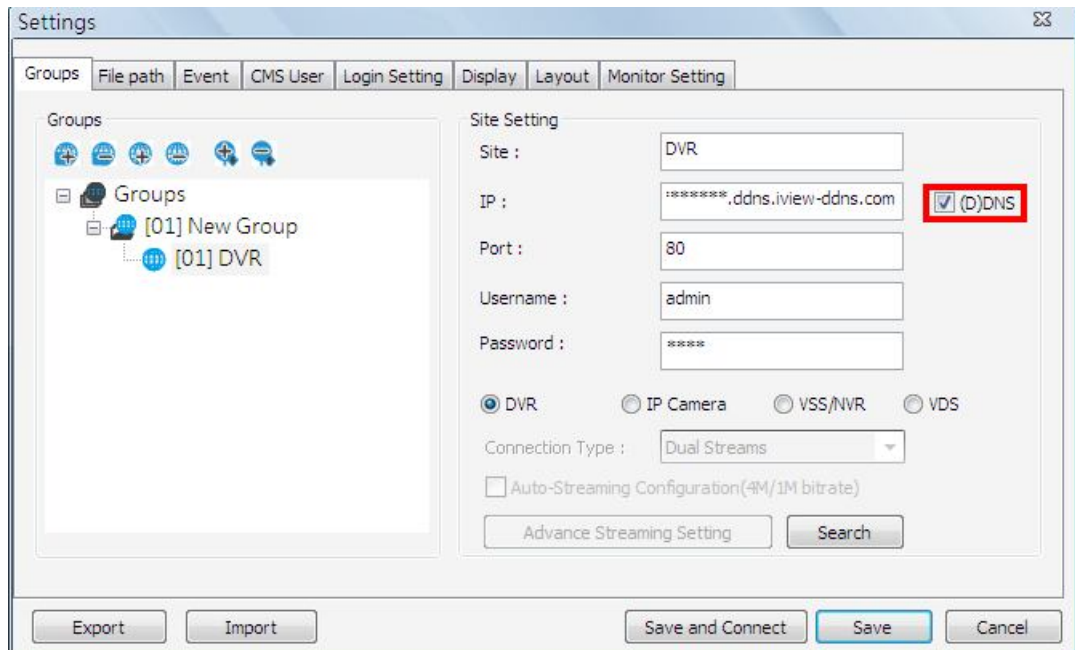 Settings
Groups File path Event CMS User Login Setting Display Layout Monitor Setting
Groups
Groups
[01] New Group
[01] DVR
Site Setting
Site : DVR
IP : :******.ddns.iview-ddns.com (D)DNS
Port : 80
Username : admin
Password : ****
DVR IP Camera VSS/NVR VDS
Connection Type : Dual Streams
Auto-Streaming Configuration(4M/1M bitrate)
Advance Streaming Setting Search
Export Import Save and Connect Save Cancel